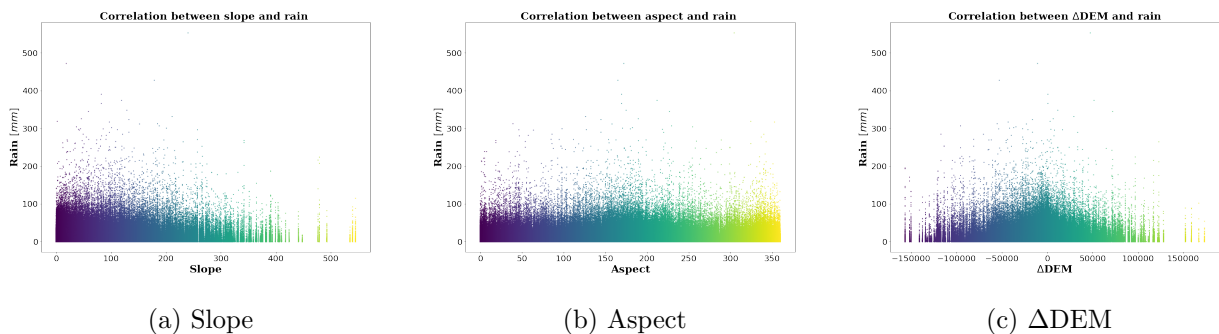 Correlation between slope and rain
500
400
300
200
100
0
Rain [mm]
0 100 200 300 400 500
Slope
(a) Slope
Correlation between aspect and rain
500
400
300
200
100
0
Rain [mm]
0 50 100 150 200 250 300 350
Aspect
(b) Aspect
Correlation between ΔDEM and rain
500
400
300
200
100
0
Rain [mm]
−150000 −100000 −50000 0 50000 100000 150000
ΔDEM
(c) ΔDEM